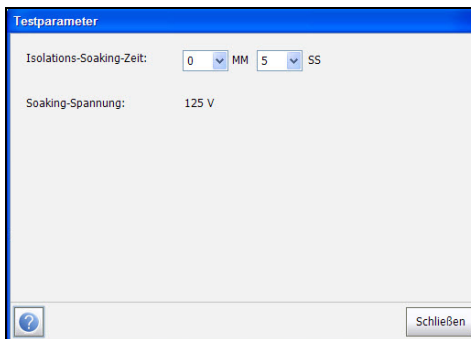 Testparameter
Isolations-Soaking-Zeit: 0 MM 5 SS
Soaking-Spannung: 125 V
?
Schließen